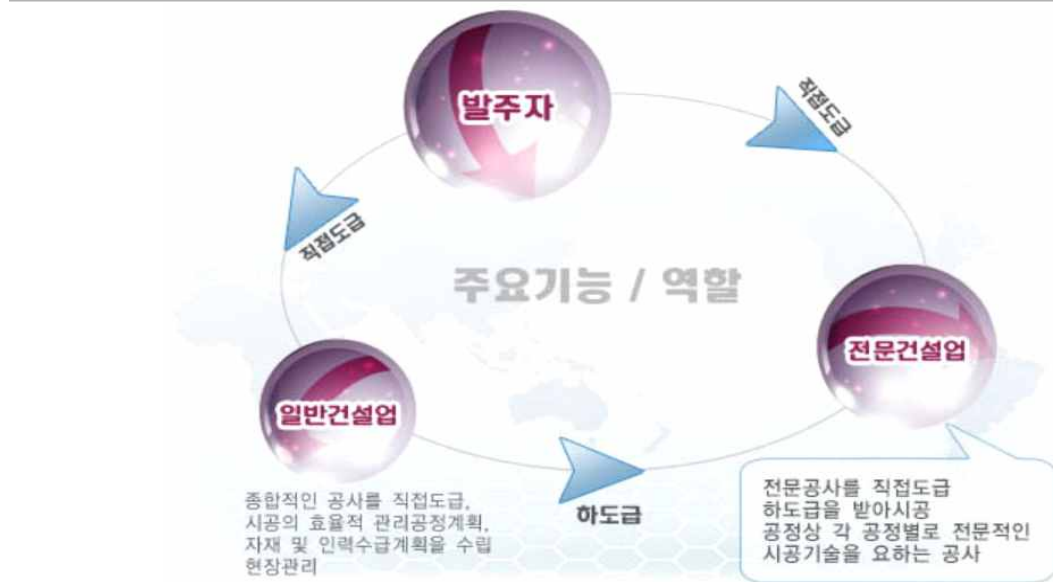 발주자
직접도급
직접도급
주요기능 / 역할
전문건설업
일반건설업
하도급
종합적인 공사를 직접도급,
시공의 효율적 관리공정계획,
자재 및 인력수급계획을 수립
현장관리
전문공사를 직접도급
하도급을 받아시공
공정상 각 공정별로 전문적인
시공기술을 요하는 공사